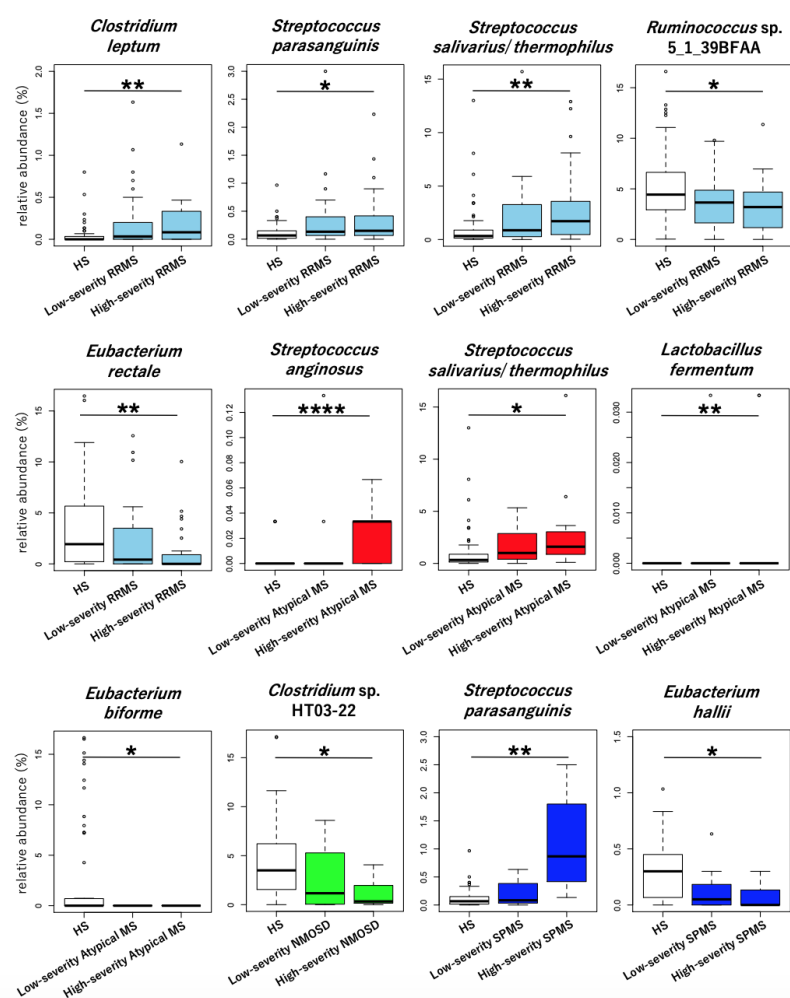 Clostridium
leptum
Streptococcus
parasanguinis
Streptococcus
salivarius/thermophilus
Ruminococcus sp.
5_1_39BFAA
relative abundance (%)
2.0
1.5
1.0
0.5
0.0
**
HS
Low-severity RRMS
High-severity RRMS
3.0
2.5
2.0
1.5
1.0
0.5
0.0
*
HS
Low-severity RRMS
High-severity RRMS
15
10
5
0
**
HS
Low-severity RRMS
High-severity RRMS
15
10
5
0
*
HS
Low-severity RRMS
High-severity RRMS
Eubacterium
rectale
Streptococcus
anginosus
Streptococcus
salivarius/thermophilus
Lactobacillus
fermentum
relative abundance (%)
15
10
5
0
**
HS
Low-severity RRMS
High-severity RRMS
0.12
0.08
0.06
0.04
0.02
0.00
****
HS
Low-severity Atypical MS
High-severity Atypical MS
15
10
5
0
*
HS
Low-severity Atypical MS
High-severity Atypical MS
0.030
0.020
0.010
0.000
**
HS
Low-severity Atypical MS
High-severity Atypical MS
Eubacterium
biforme
Clostridium sp.
HT03-22
Streptococcus
parasanguinis
Eubacterium
hallii
relative abundance (%)
15
10
5
0
*
HS
Low-severity Atypical MS
High-severity Atypical MS
15
10
5
0
*
HS
Low-severity NMOSD
High-severity NMOSD
3.0
2.5
2.0
1.5
1.0
0.5
0.0
**
HS
Low-severity SPMS
High-severity SPMS
1.5
1.0
0.5
0.0
*
HS
Low-severity SPMS
High-severity SPMS